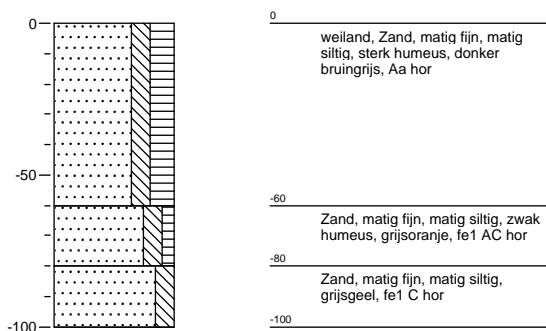 0
-50
-100
0
weiland, Zand, matig fijn, matig
siltig, sterk humeus, donker
bruingrijs, Aa hor
-60
Zand, matig fijn, matig siltig, zwak
humeus, grijsoranje, fe1 AC hor
-80
Zand, matig fijn, matig siltig,
grijsgeel, fe1 C hor
-100